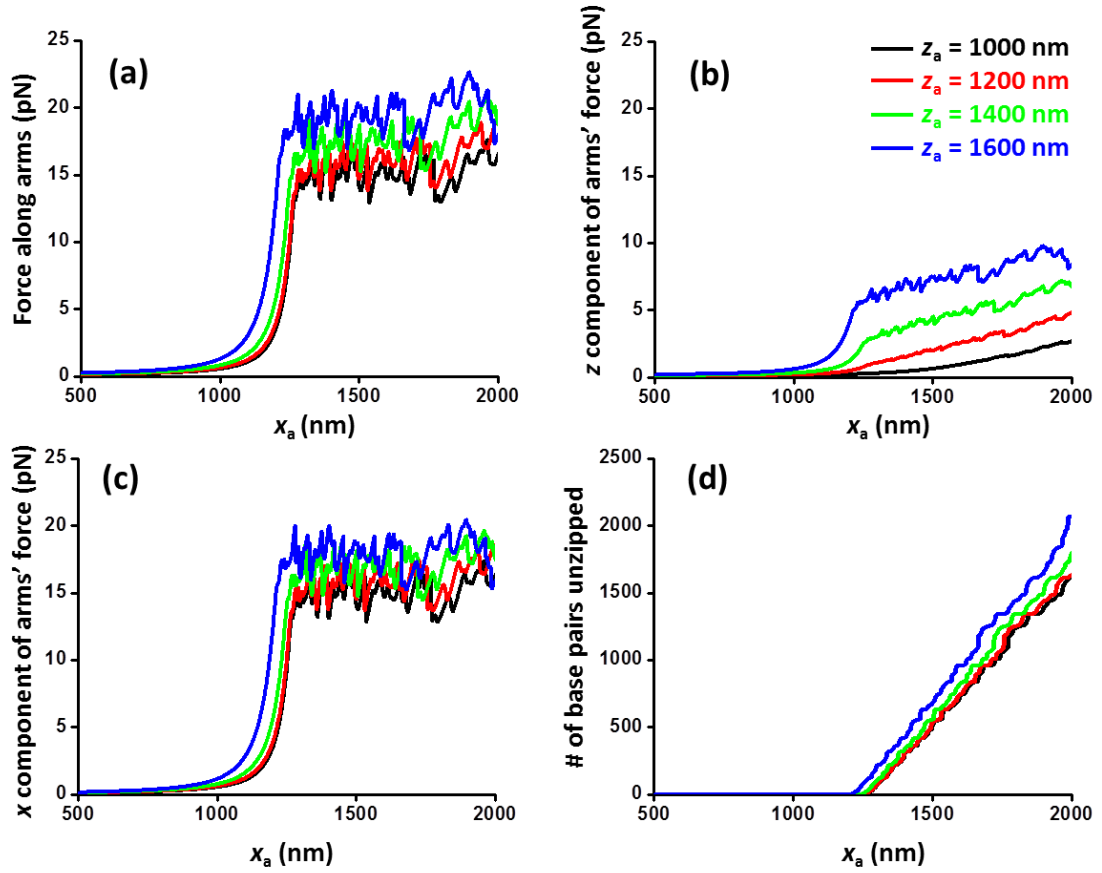 (a)
Force along arms (pN)
25
20
15
10
5
0
500
1000
1500
2000
xa (nm)
(b)
z component of arms' force (pN)
25
20
15
10
5
0
500
1000
1500
2000
xa (nm)
za = 1000 nm
za = 1200 nm
za = 1400 nm
za = 1600 nm
(c)
x component of arms' force (pN)
25
20
15
10
5
0
500
1000
1500
2000
xa (nm)
(d)
# of base pairs unzipped
2500
2000
1500
1000
500
0
500
1000
1500
2000
xa (nm)